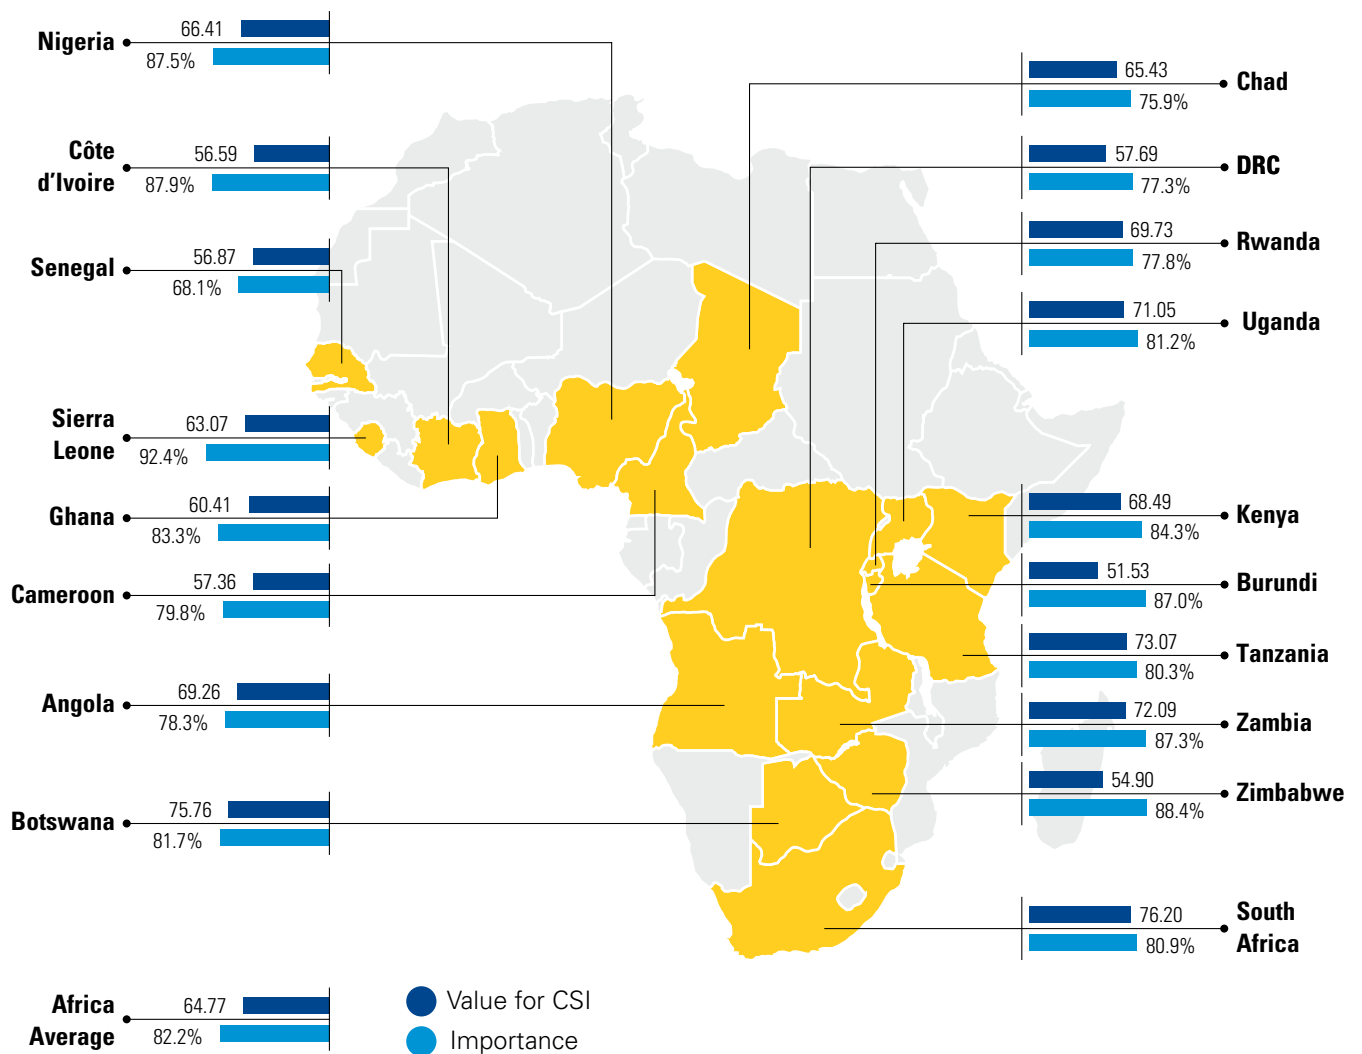 Nigeria
66.41
87.5%
Côte
d'Ivoire
56.59
87.9%
Senegal
56.87
68.1%
Sierra
Leone
63.07
92.4%
Ghana
60.41
83.3%
Cameroon
57.36
79.8%
Angola
69.26
78.3%
Botswana
75.76
81.7%
Africa
Average
64.77
82.2%
65.43
75.9%
Chad
57.69
77.3%
DRC
69.73
77.8%
Rwanda
71.05
81.2%
Uganda
68.49
84.3%
Kenya
51.53
87.0%
Burundi
73.07
80.3%
Tanzania
72.09
87.3%
Zambia
54.90
88.4%
Zimbabwe
76.20
80.9%
South
Africa
Value for CSI
Importance